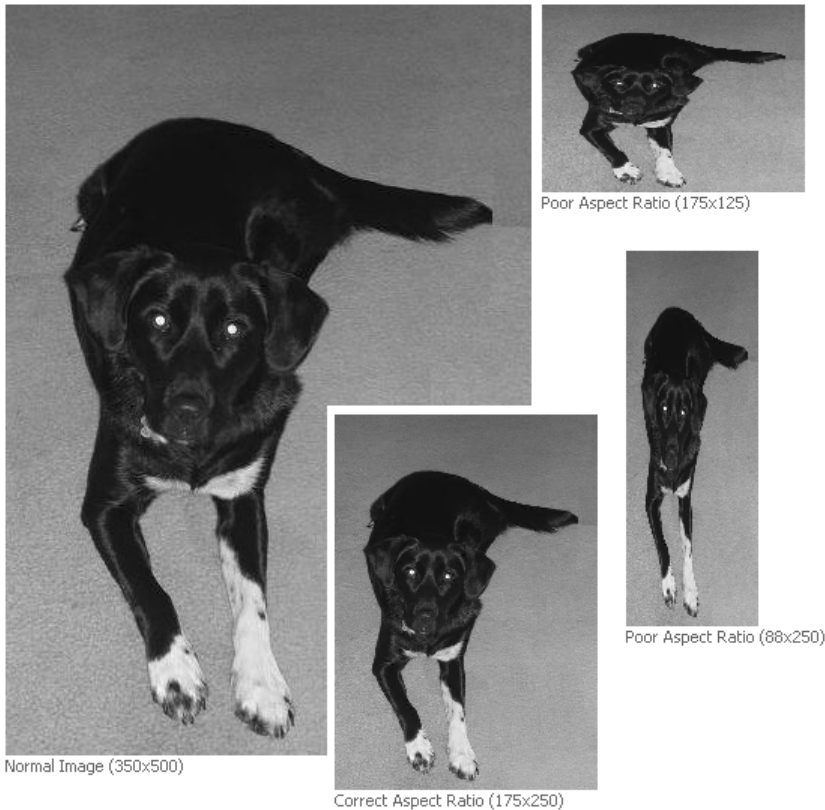 Poor Aspect Ratio (175x125)
Poor Aspect Ratio (88x250)
Normal Image (350x500)
Correct Aspect Ratio (175x250)